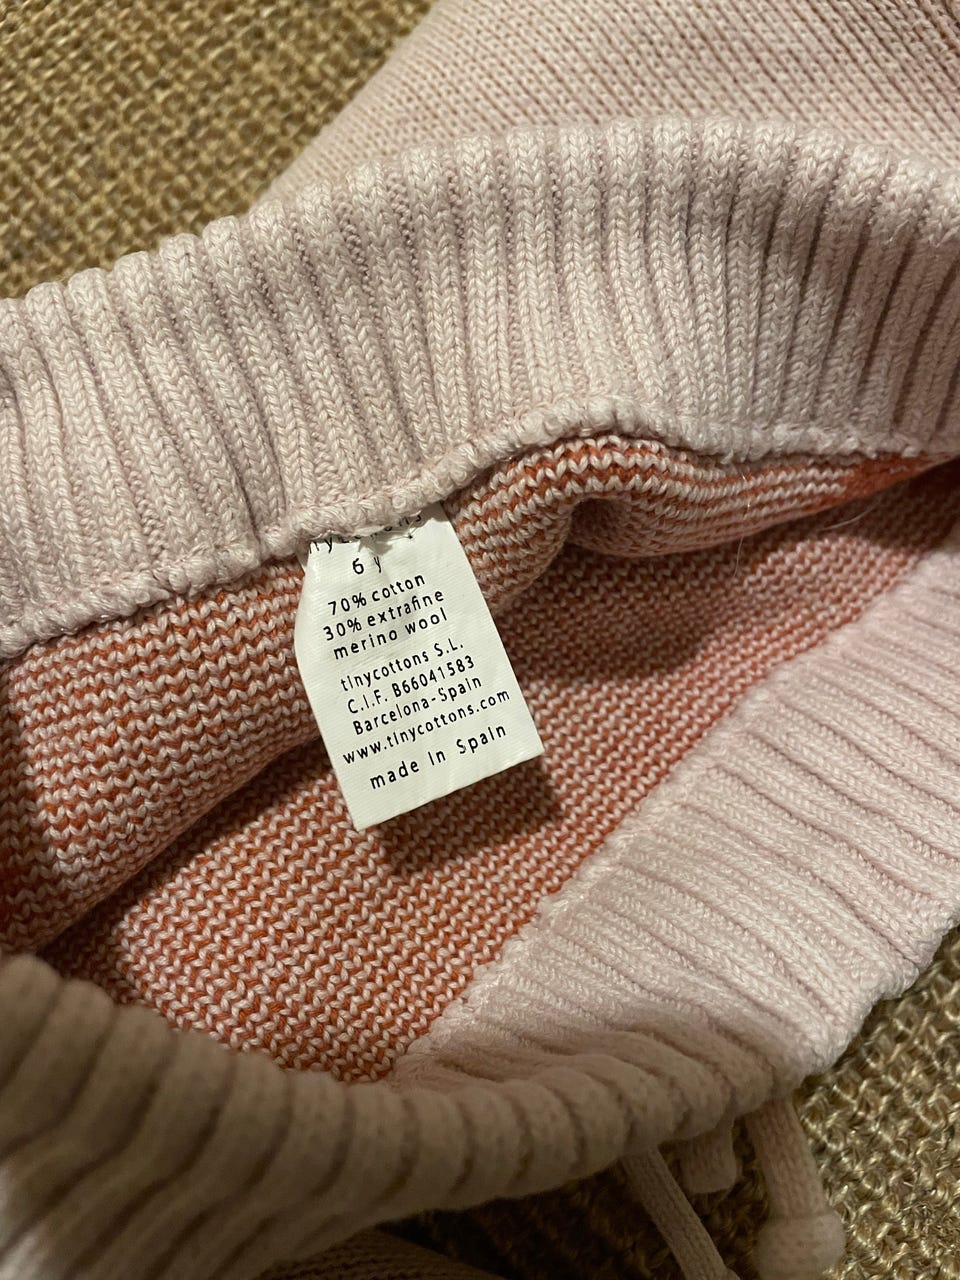 6 y
70% cotton
30% extrafine
merino wool
tinycottons S.L.
C.I.F. B66041583
Barcelona-Spain
www.tinycottons.com
made in Spain